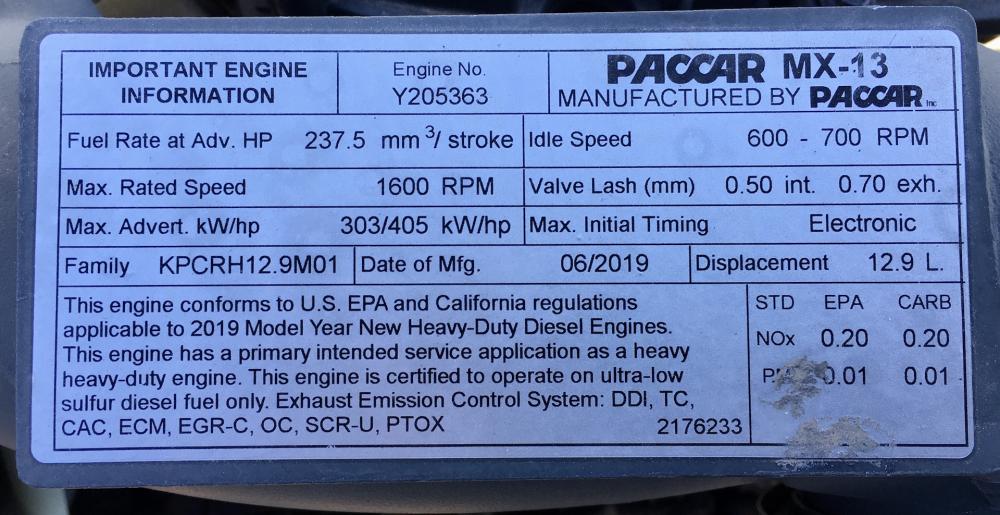 IMPORTANT ENGINE
INFORMATION
Engine No.
Y205363
PACCAR MX-13
MANUFACTURED BY PACCAR Inc
Fuel Rate at Adv. HP 237.5 mm³/ stroke
Idle Speed 600 - 700 RPM
Max. Rated Speed 1600 RPM
Valve Lash (mm) 0.50 int. 0.70 exh.
Max. Advert. kW/hp 303/405 kW/hp
Max. Initial Timing Electronic
Family KPCRH12.9M01
Date of Mfg. 06/2019
Displacement 12.9 L.
This engine conforms to U.S. EPA and California regulations
applicable to 2019 Model Year New Heavy-Duty Diesel Engines.
This engine has a primary intended service application as a heavy
heavy-duty engine. This engine is certified to operate on ultra-low
sulfur diesel fuel only. Exhaust Emission Control System: DDI, TC,
CAC, ECM, EGR-C, OC, SCR-U, PTOX 2176233
STD EPA CARB
NOx 0.20 0.20
0.01 0.01